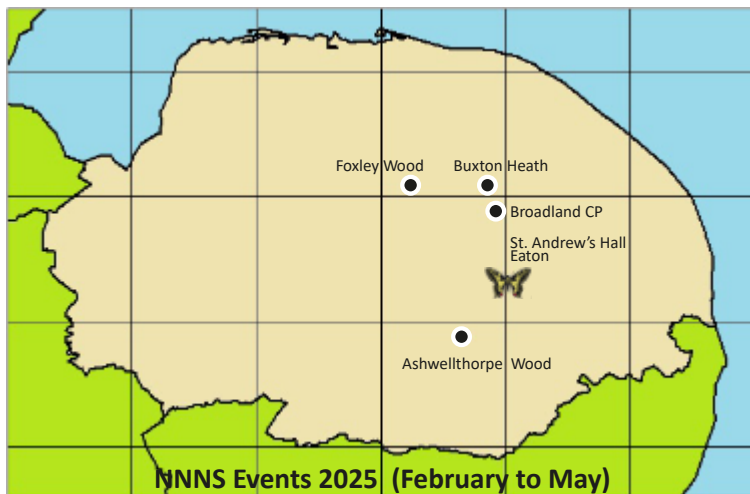 Foxley Wood
Buxton Heath
Broadland CP
St. Andrew’s Hall
Eaton
Ashwellthorpe Wood
NNNS Events 2025 (February to May)